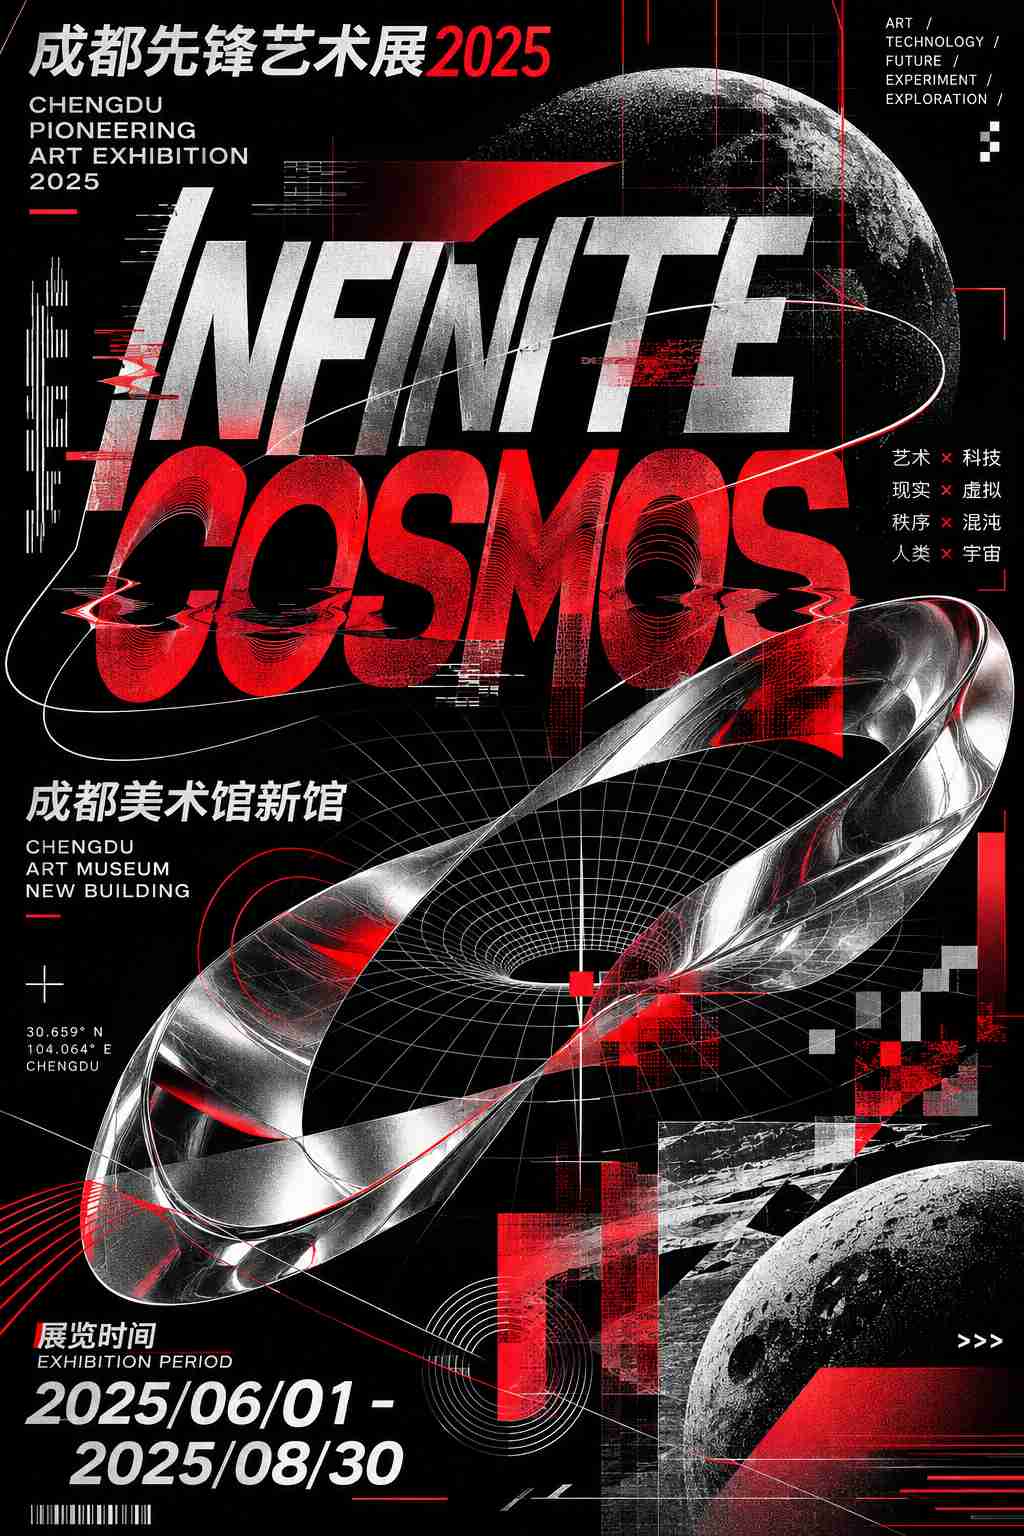 成都先锋艺术展2025
CHENGDU
PIONEERING
ART EXHIBITION
2025
ART /
TECHNOLOGY /
FUTURE /
EXPERIMENT /
EXPLORATION /
INFINITE
COSMOS
艺术 × 科技
现实 × 虚拟
秩序 × 混沌
人类 × 宇宙
成都美术馆新馆
CHENGDU
ART MUSEUM
NEW BUILDING
30.659° N
104.064° E
CHENGDU
展览时间
EXHIBITION PERIOD
2025/06/01 -
2025/08/30
>>>